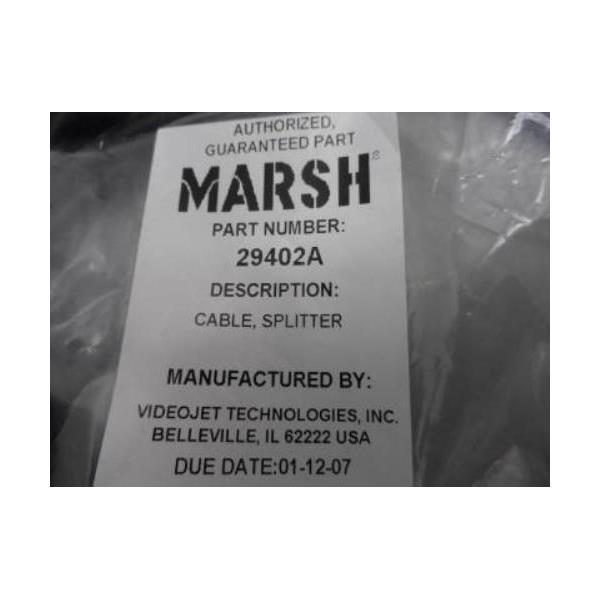 AUTHORIZED,
GUARANTEED PART
MARSH®
PART NUMBER:
29402A
DESCRIPTION:
CABLE, SPLITTER
MANUFACTURED BY:
VIDEOJET TECHNOLOGIES, INC.
BELLEVILLE, IL 62222 USA
DUE DATE:01-12-07